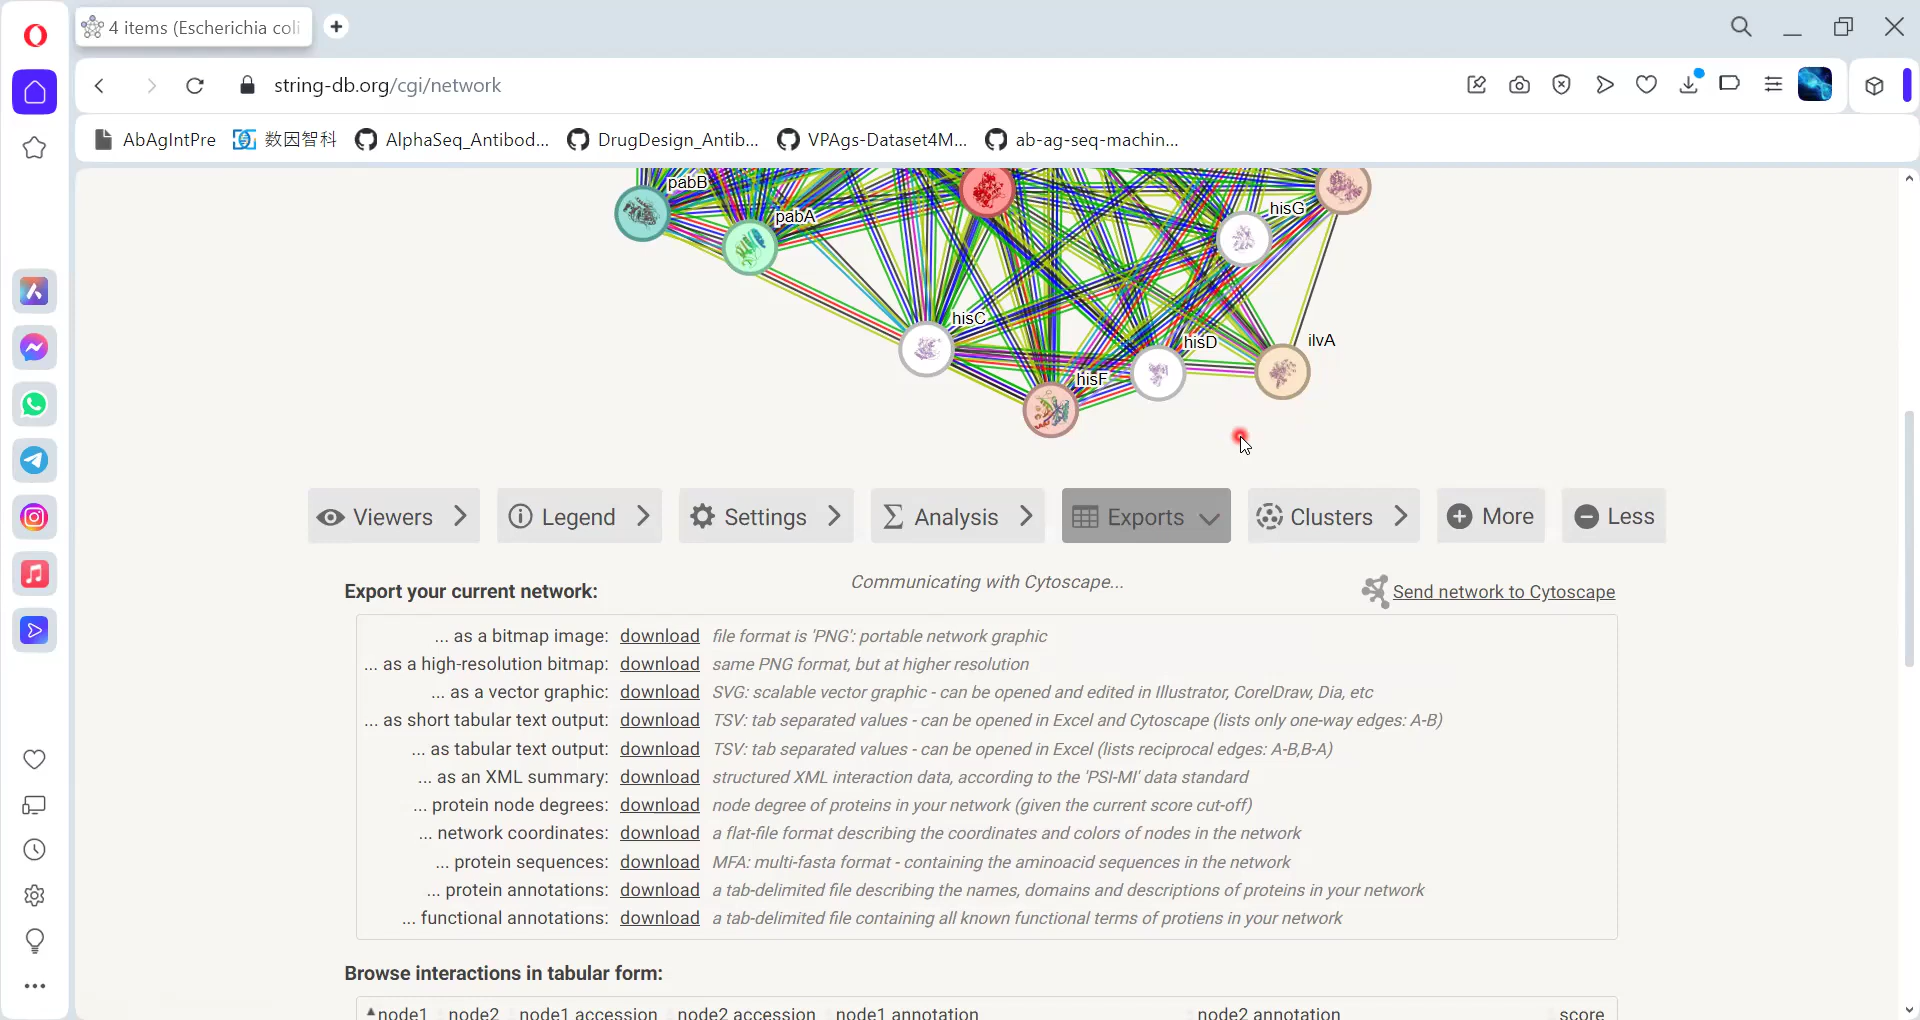 4 items (Escherichia coli
string-db.org/cgi/network
AbAgIntPre 数因智科 AlphaSeq_Antibod... DrugDesign_Antib... VPAgs-Dataset4M... ab-ag-seq-machin...
pabB
pabA
hisG
hisC
hisD
ilvA
hisF
Viewers Legend Settings Analysis Exports Clusters More Less
Export your current network:
Communicating with Cytoscape...
Send network to Cytoscape
... as a bitmap image: download file format is 'PNG': portable network graphic
... as a high-resolution bitmap: download same PNG format, but at higher resolution
... as a vector graphic: download SVG: scalable vector graphic - can be opened and edited in Illustrator, CorelDraw, Dia, etc
... as short tabular text output: download TSV: tab separated values - can be opened in Excel and Cytoscape (lists only one-way edges: A-B)
... as tabular text output: download TSV: tab separated values - can be opened in Excel (lists reciprocal edges: A-B,B-A)
... as an XML summary: download structured XML interaction data, according to the 'PSI-MI' data standard
... protein node degrees: download node degree of proteins in your network (given the current score cut-off)
... network coordinates: download a flat-file format describing the coordinates and colors of nodes in the network
... protein sequences: download MFA: multi-fasta format - containing the aminoacid sequences in the network
... protein annotations: download a tab-delimited file describing the names, domains and descriptions of proteins in your network
... functional annotations: download a tab-delimited file containing all known functional terms of protiens in your network
Browse interactions in tabular form:
node1 node2 node1 accession node2 accession node1 annotation node2 annotation score